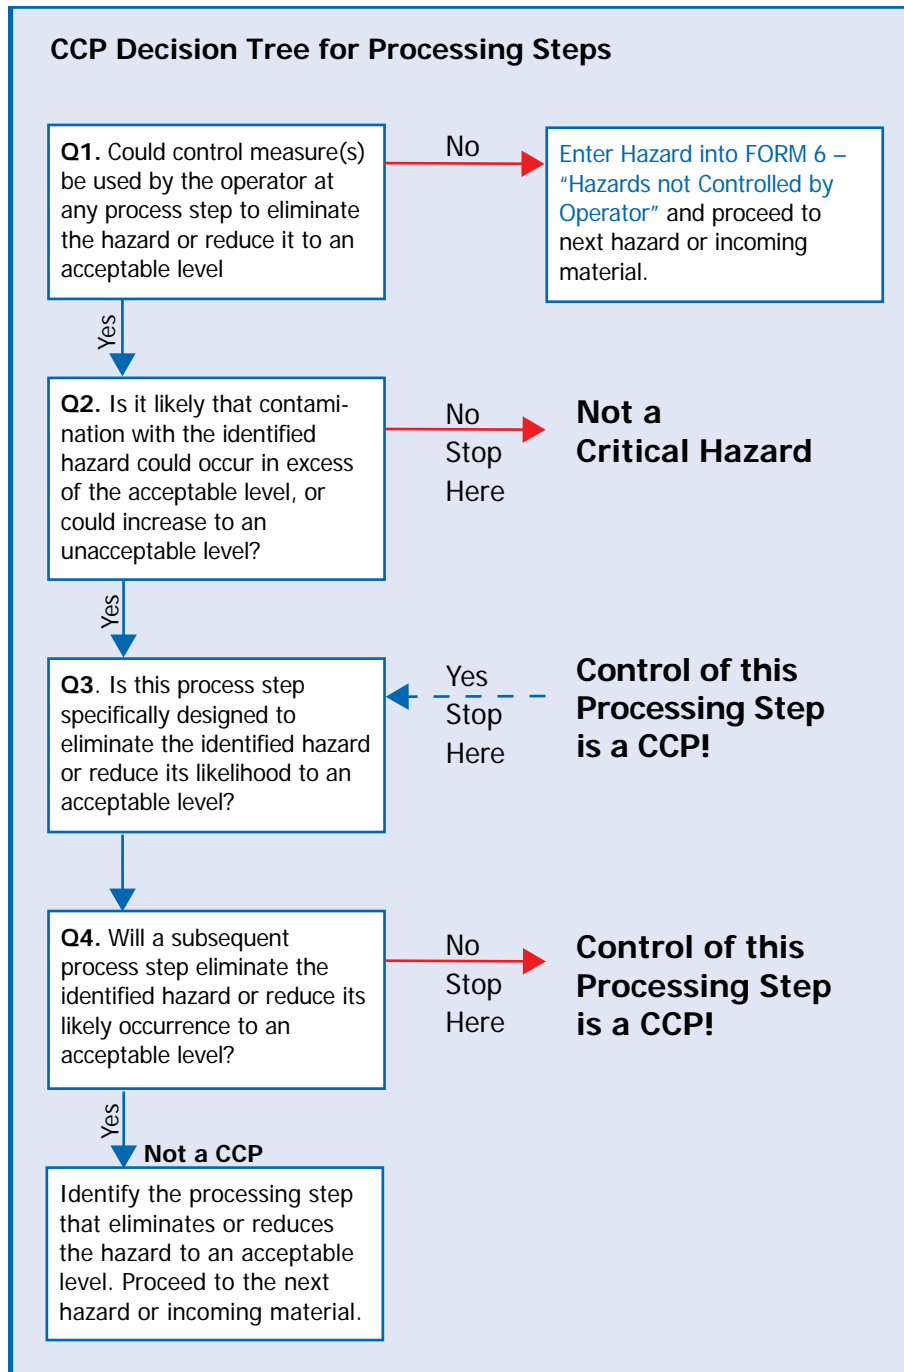 CCP Decision Tree for Processing Steps
Q1. Could control measure(s)
be used by the operator at
any process step to eliminate
the hazard or reduce it to an
acceptable level
No
Enter Hazard into FORM 6 –
“Hazards not Controlled by
Operator” and proceed to
next hazard or incoming
material.
Yes
Q2. Is it likely that contami-
nation with the identified
hazard could occur in excess
of the acceptable level, or
could increase to an
unacceptable level?
No
Stop
Here
Not a
Critical Hazard
Yes
Q3. Is this process step
specifically designed to
eliminate the identified hazard
or reduce its likelihood to an
acceptable level?
Yes
Stop
Here
Control of this
Processing Step
is a CCP!
Q4. Will a subsequent
process step eliminate the
identified hazard or reduce its
likely occurrence to an
acceptable level?
No
Stop
Here
Control of this
Processing Step
is a CCP!
Yes
Not a CCP
Identify the processing step
that eliminates or reduces
the hazard to an acceptable
level. Proceed to the next
hazard or incoming material.